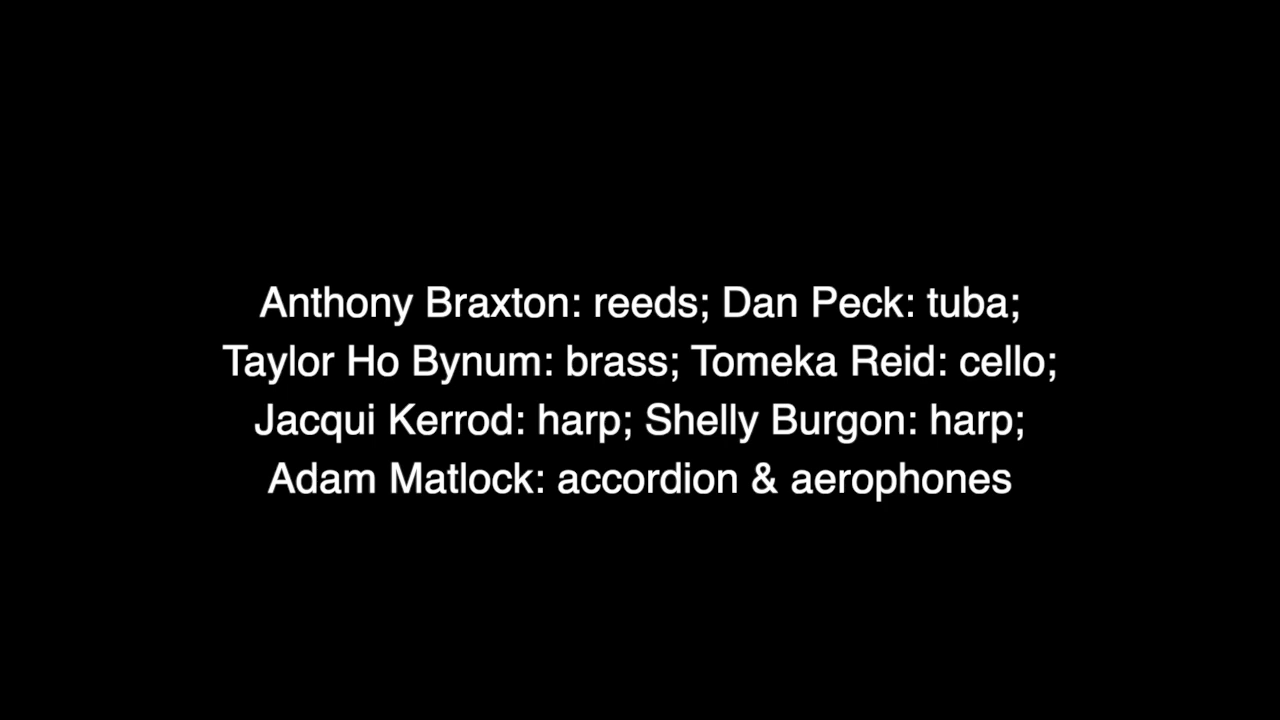 Anthony Braxton: reeds; Dan Peck: tuba;
Taylor Ho Bynum: brass; Tomeka Reid: cello;
Jacqui Kerrod: harp; Shelly Burgon: harp;
Adam Matlock: accordion & aerophones